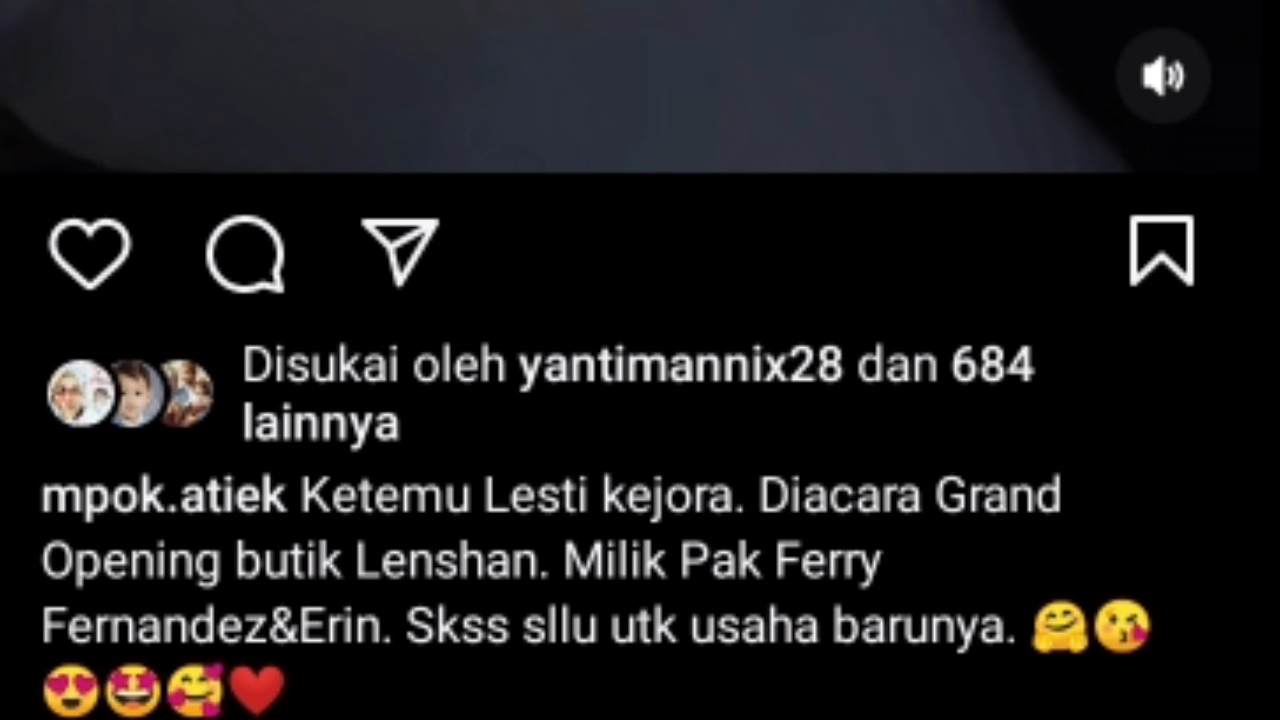 Disukai oleh yantimannix28 dan 684
lainnya
mpok.atiek Ketemu Lesti kejora. Diacara Grand
Opening butik Lenshan. Milik Pak Ferry
Fernandez&Erin. Skss sllu utk usaha barunya. 🤗😘
😍🤩🥰❤️